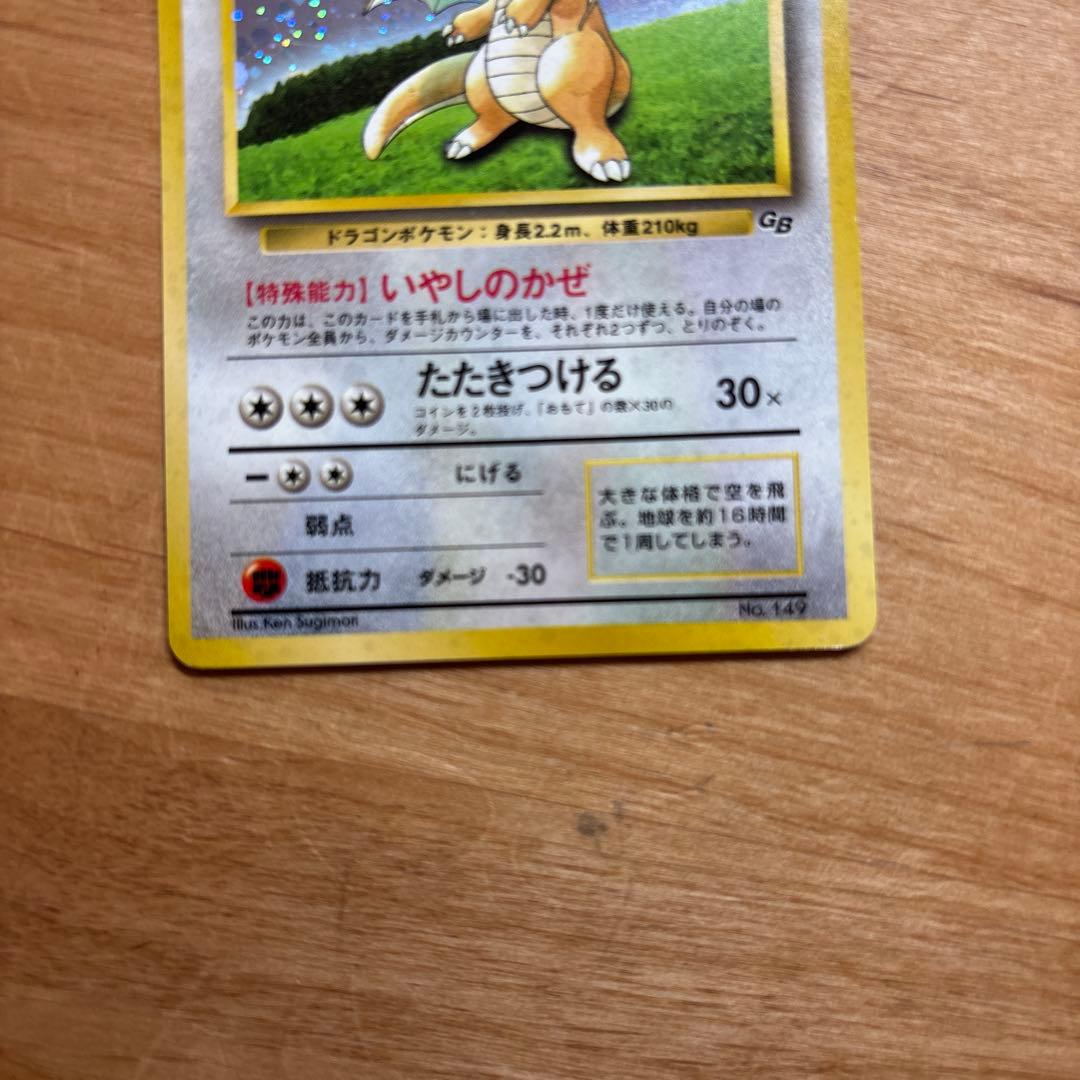 ドラゴンポケモン：身長2.2m、体重210kg
GB
【特殊能力】いやしのかぜ
この力は、このカードを手札から場に出した時、1度だけ使える。自分の場の
ポケモン全員から、ダメージカウンターを、それぞれ2つずつ、とりのぞく。
たたきつける
30×
コインを2枚投げ、「おもて」の数×30の
ダメージ。
にげる
弱点
抵抗力 ダメージ -30
大きな体格で空を飛
ぶ。地球を約16時間
で1周してしまう。
Illus.Ken Sugimori
No. 149